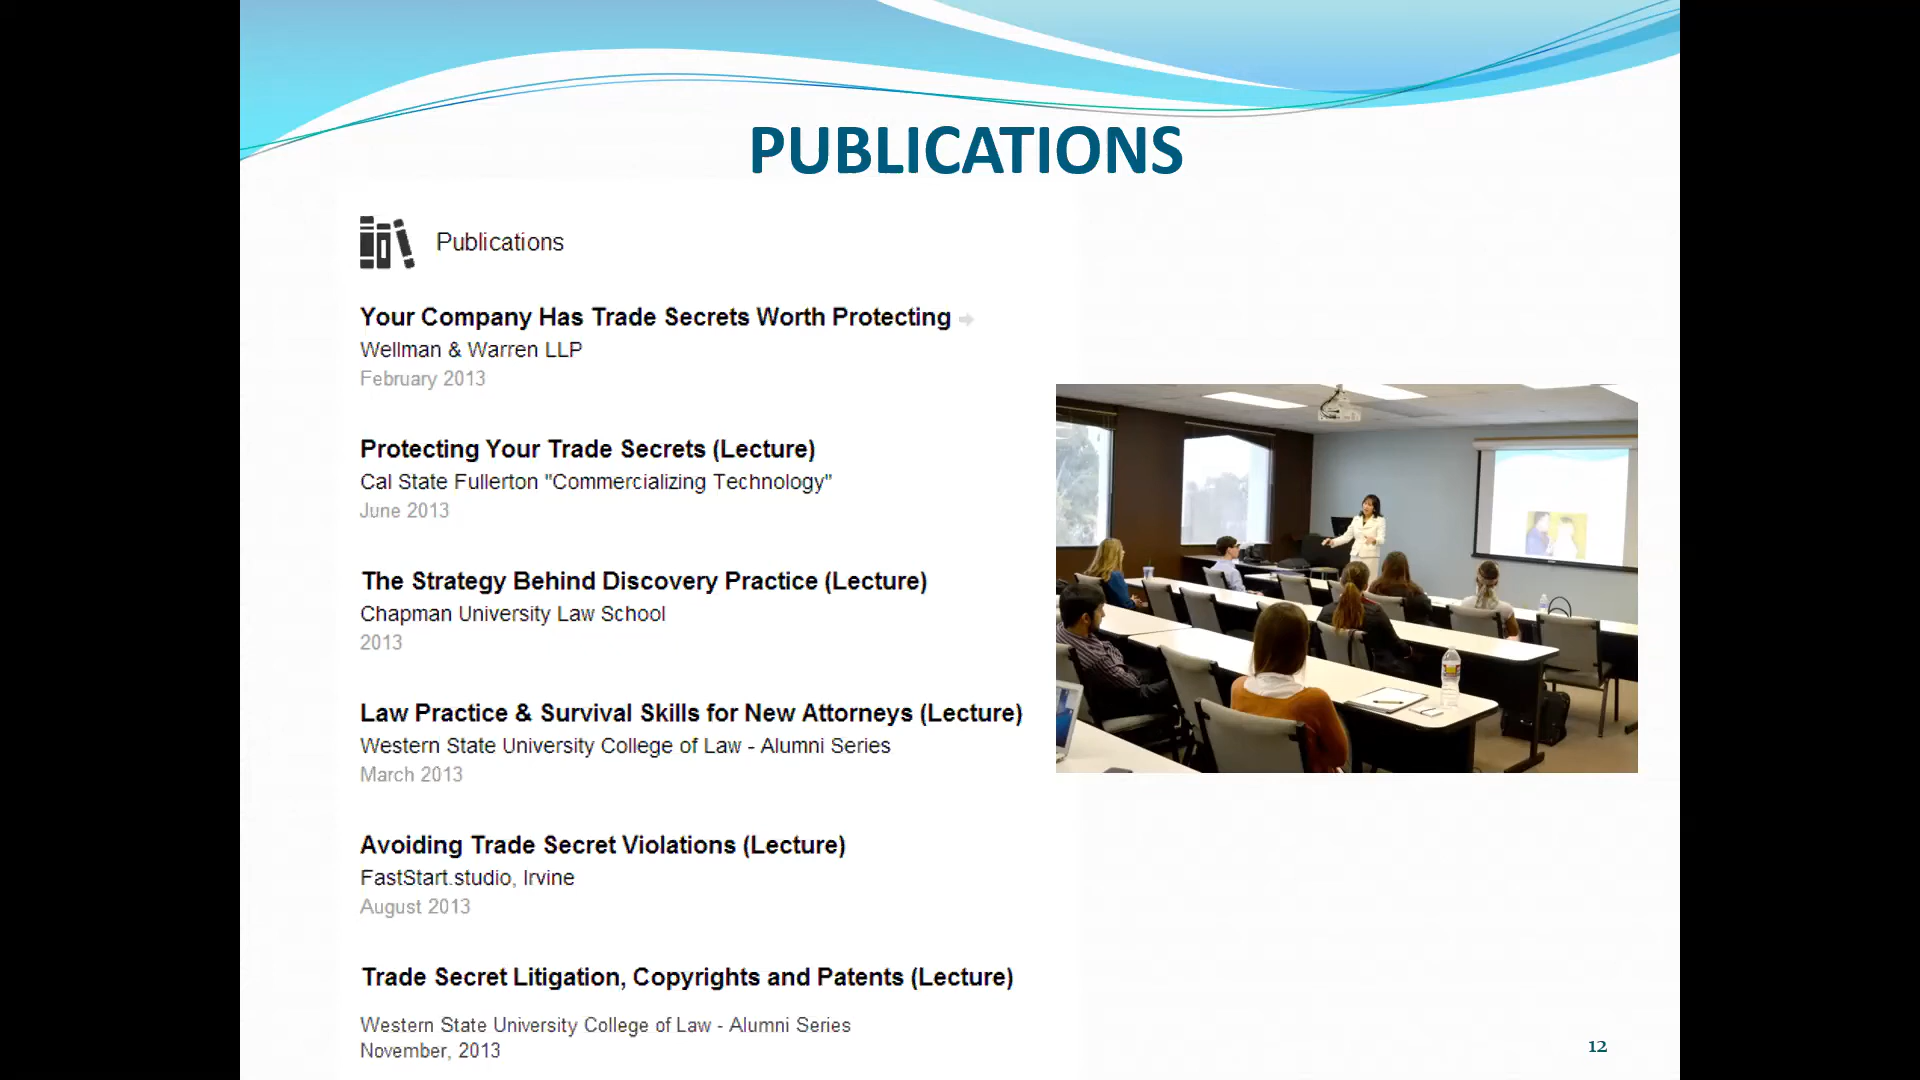 PUBLICATIONS
Publications
Your Company Has Trade Secrets Worth Protecting
Wellman & Warren LLP
February 2013
Protecting Your Trade Secrets (Lecture)
Cal State Fullerton "Commercializing Technology"
June 2013
The Strategy Behind Discovery Practice (Lecture)
Chapman University Law School
2013
Law Practice & Survival Skills for New Attorneys (Lecture)
Western State University College of Law - Alumni Series
March 2013
Avoiding Trade Secret Violations (Lecture)
FastStart.studio, Irvine
August 2013
Trade Secret Litigation, Copyrights and Patents (Lecture)
Western State University College of Law - Alumni Series
November, 2013
12